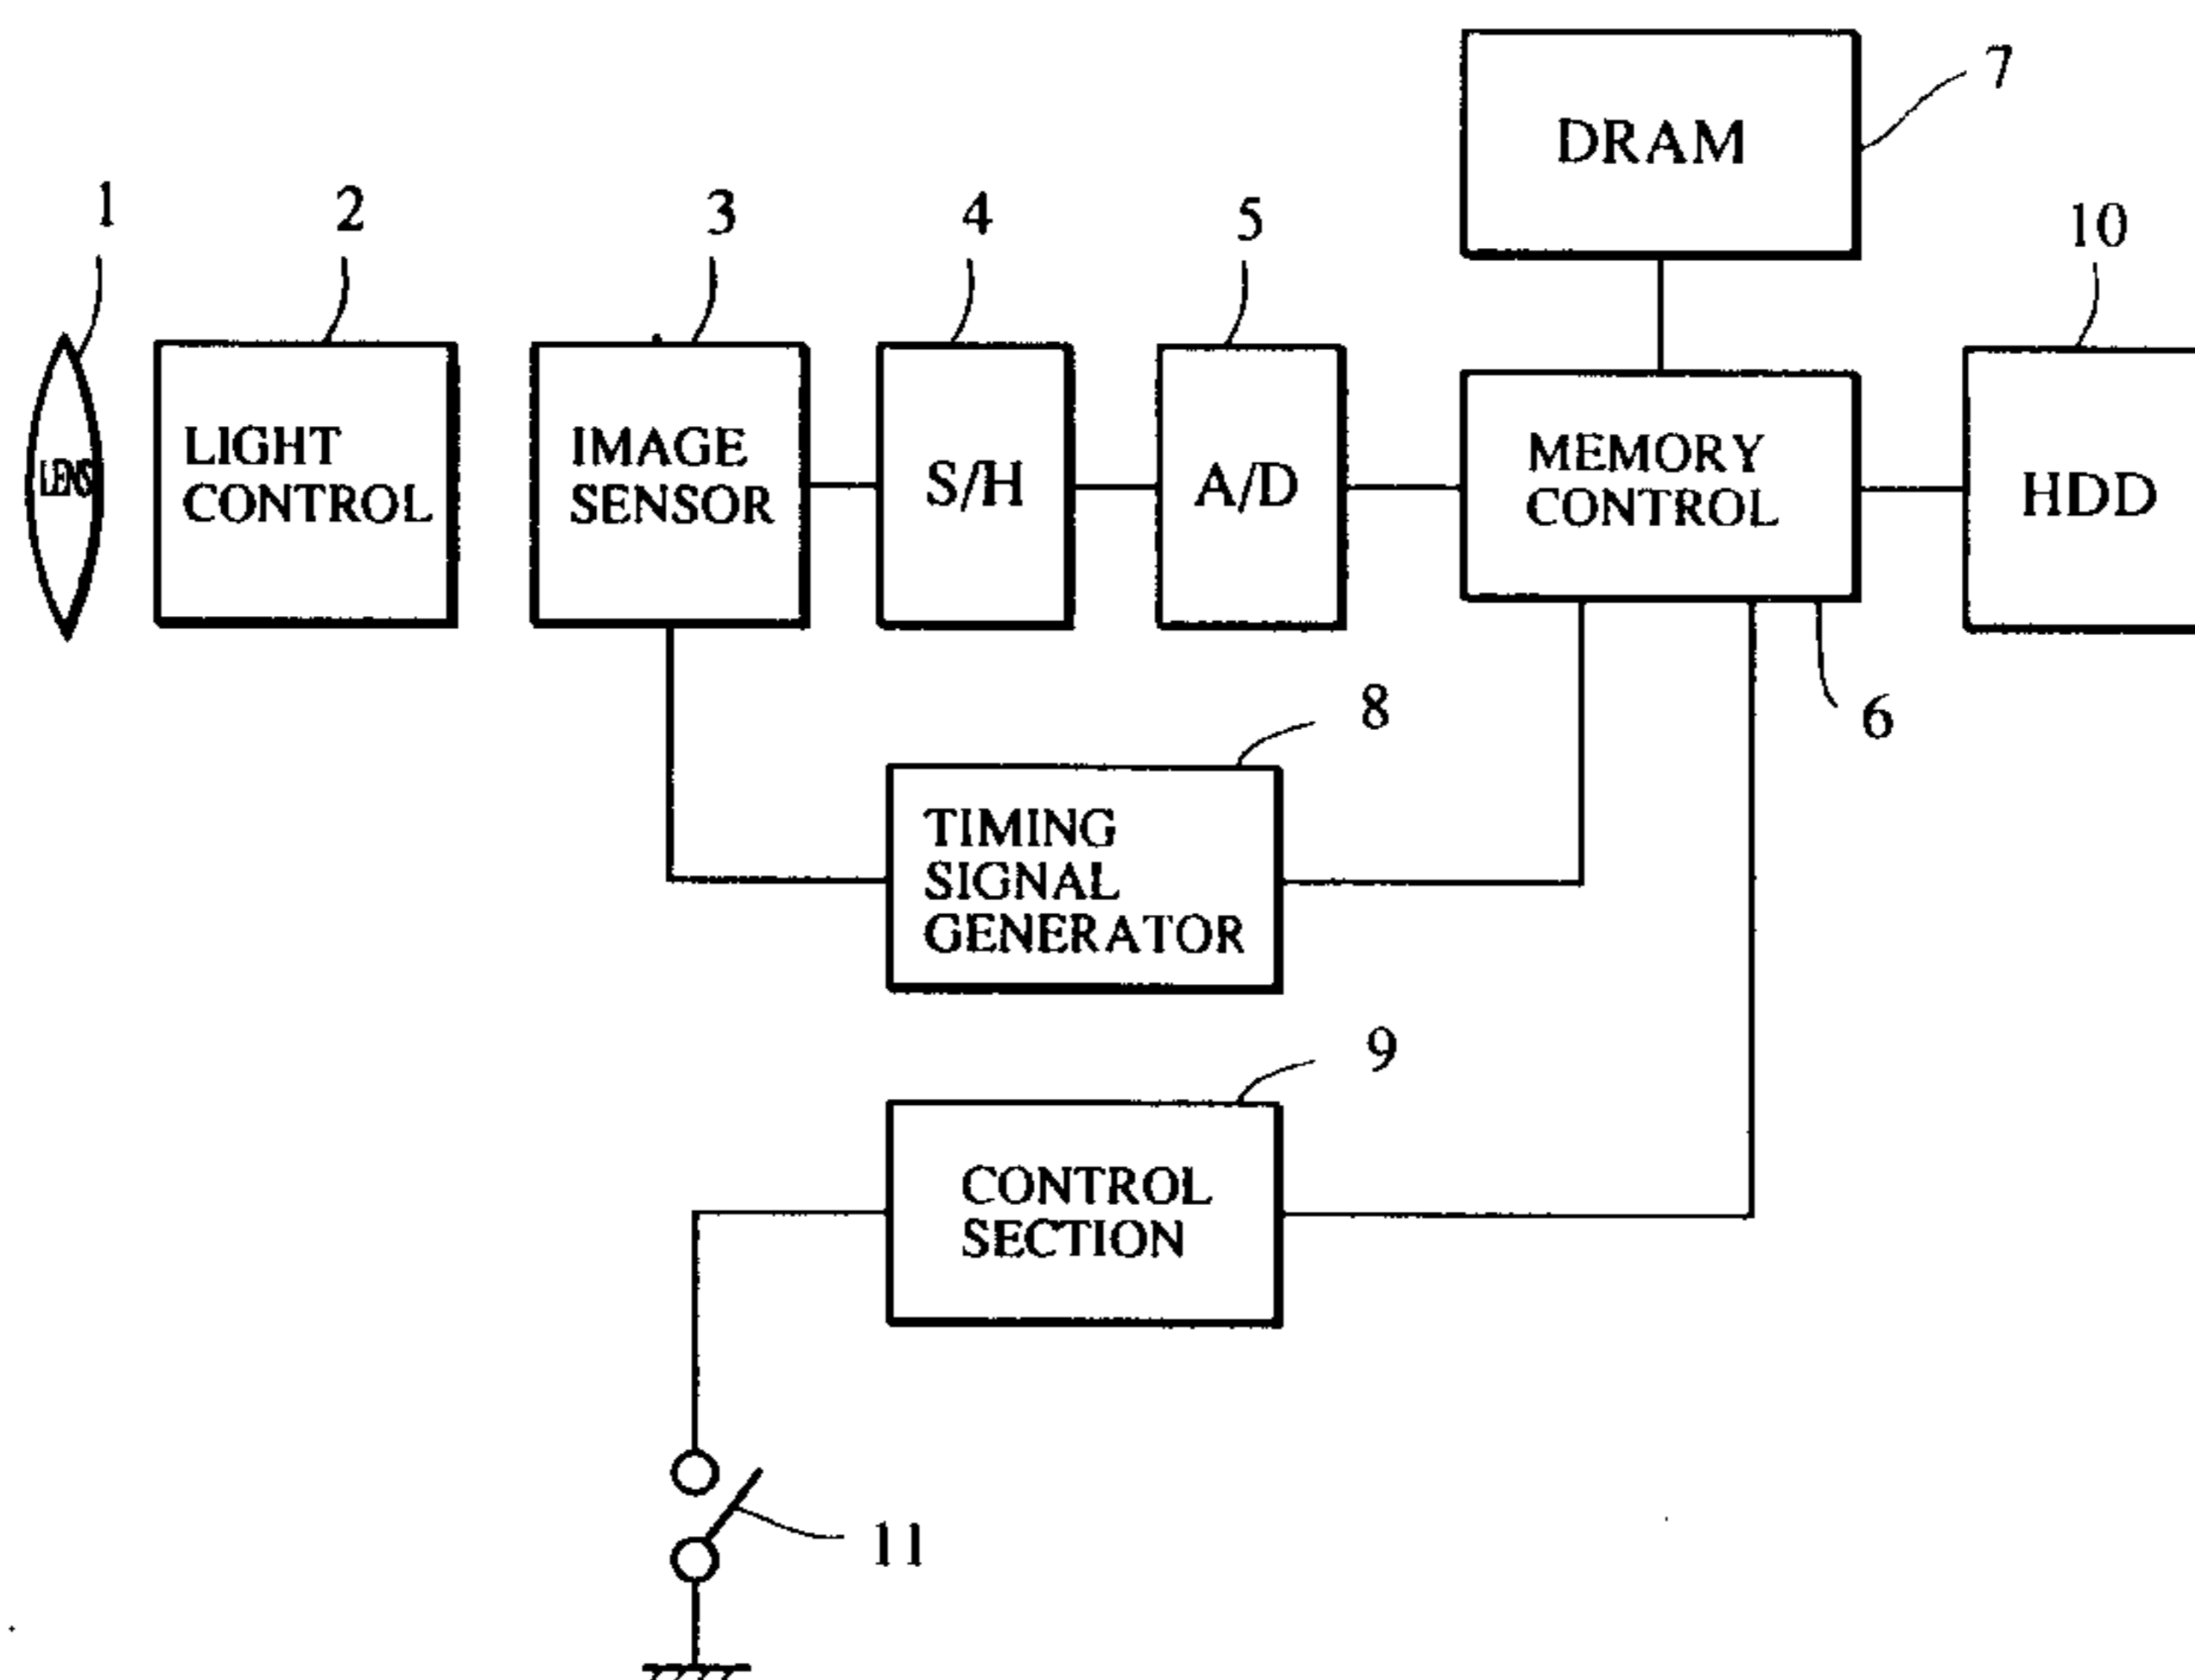 7
DRAM
1
2
3
4
5
10
LENS
LIGHT
CONTROL
IMAGE
SENSOR
S/H
A/D
MEMORY
CONTROL
HDD
6
8
TIMING
SIGNAL
GENERATOR
9
CONTROL
SECTION
11